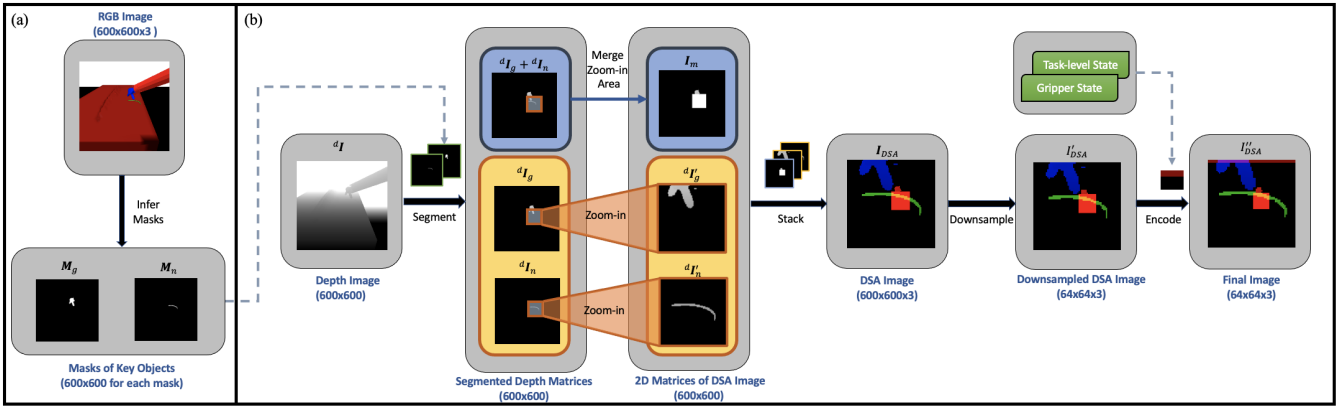 (a)
RGB Image
(600x600x3 )
Infer
Masks
M_g
M_n
Masks of Key Objects
(600x600 for each mask)
(b)
^dI
Depth Image
(600x600)
Segment
^dI_g + ^dI_n
^dI_g
^dI_n
Segmented Depth Matrices
(600x600)
Merge
Zoom-in
Area
Zoom-in
Zoom-in
I_m
^dI'_g
^dI'_n
2D Matrices of DSA Image
(600x600)
Stack
I_DSA
DSA Image
(600x600x3)
Downsample
Task-level State
Gripper State
I'_DSA
Downsampled DSA Image
(64x64x3)
Encode
I''_DSA
Final Image
(64x64x3)